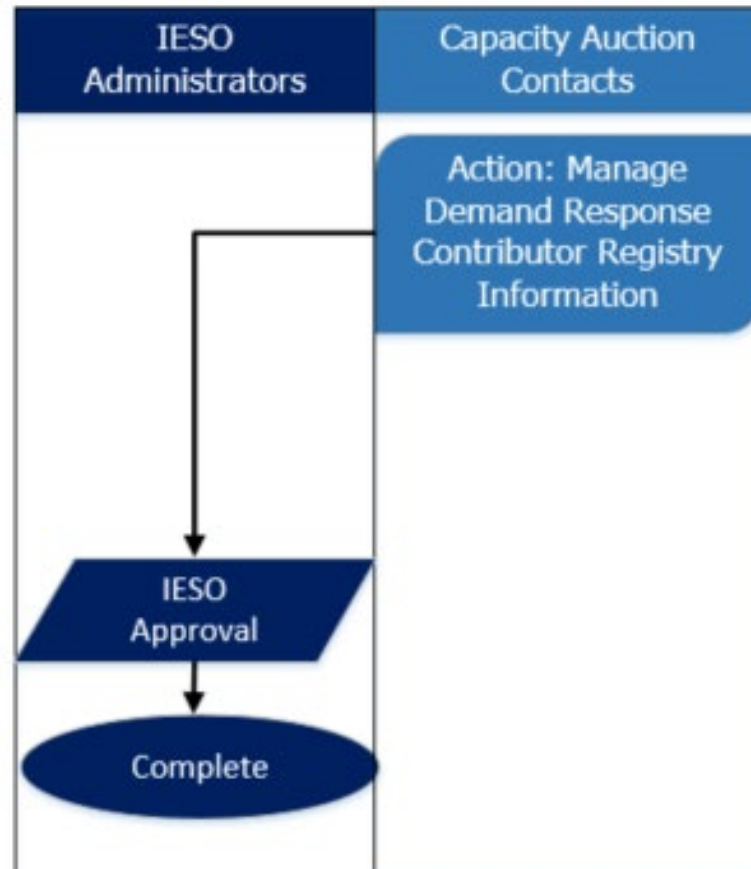 IESO
Administrators
Capacity Auction
Contacts
Action: Manage
Demand Response
Contributor Registry
Information
IESO
Approval
Complete